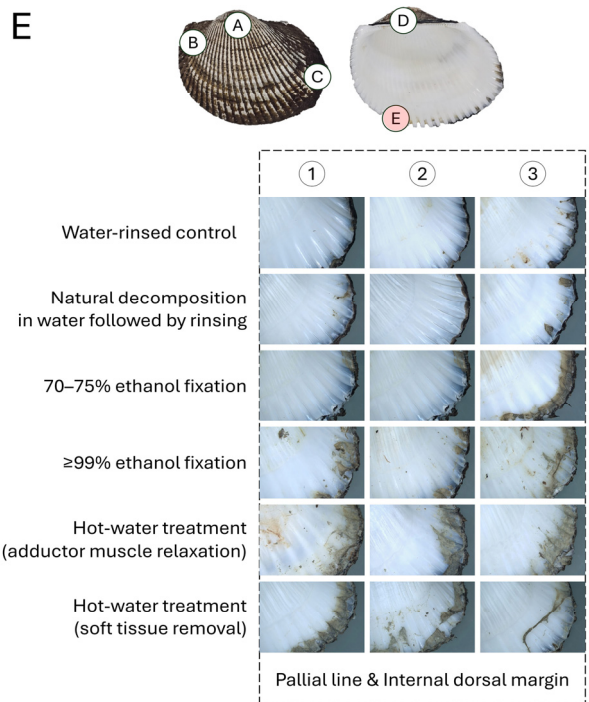 E
A
B
C
D
E
1
2
3
Water-rinsed control
Natural decomposition
in water followed by rinsing
70–75% ethanol fixation
≥99% ethanol fixation
Hot-water treatment
(adductor muscle relaxation)
Hot-water treatment
(soft tissue removal)
Pallial line & Internal dorsal margin